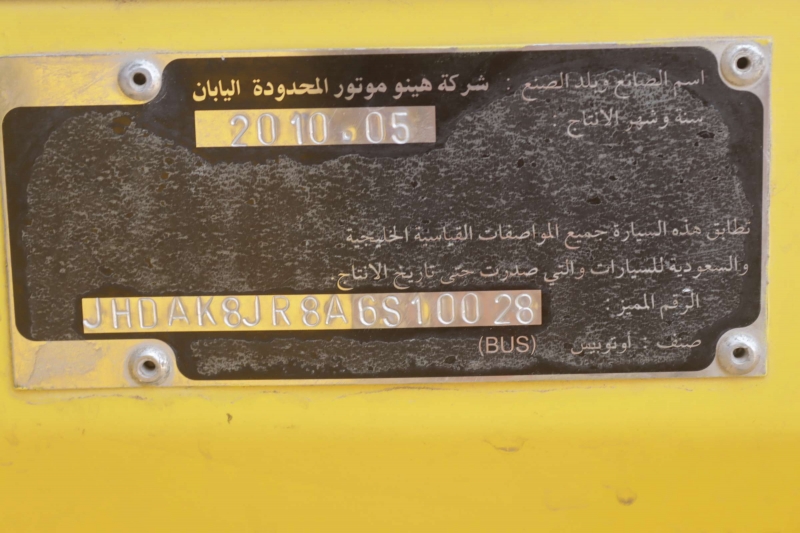 اسم الصانع وبلد الصنع : شركة هينو موتور المحدودة اليابان
سنة وشهر الانتاج : 2010.05
تطابق هذه السيارة جميع المواصفات القياسية الخليجية
والسعودية للسيارات والتي صدرت حتى تاريخ الانتاج.
الرقم المميز: JHDAK8JR8A6S10028
صنف : اوتوبيس (BUS)